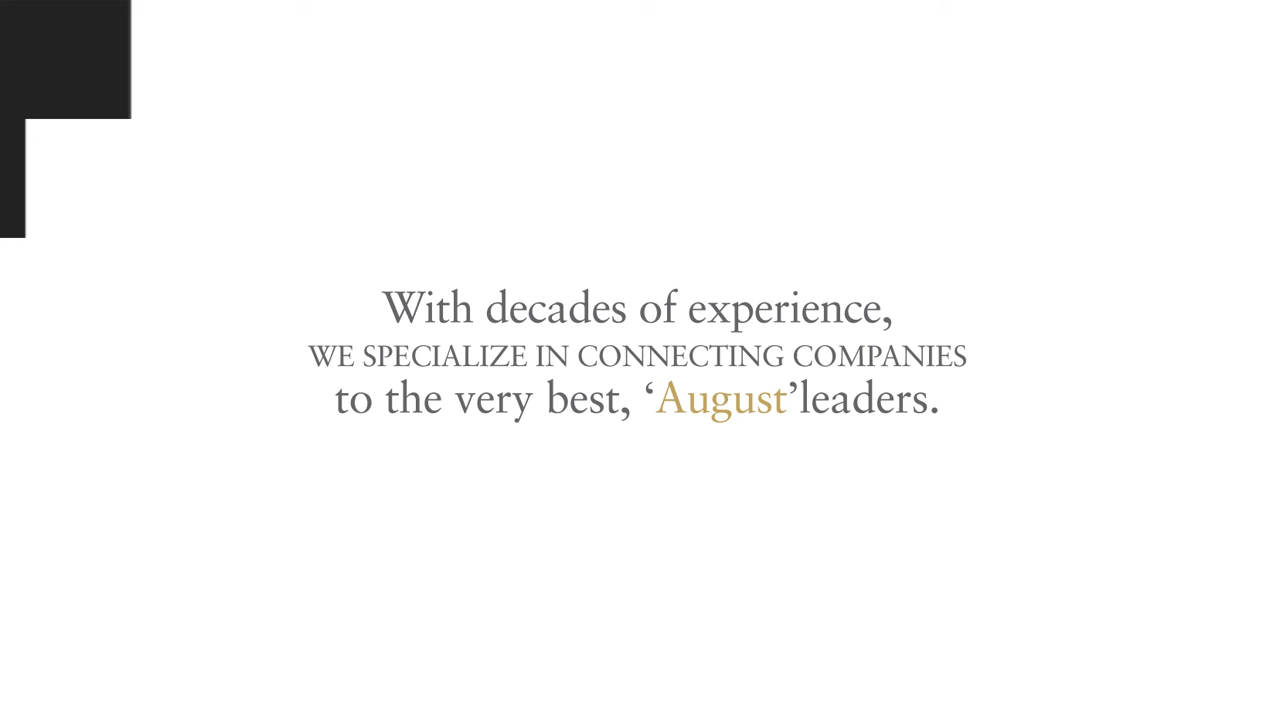 With decades of experience,
WE SPECIALIZE IN CONNECTING COMPANIES
to the very best, ‘August’leaders.